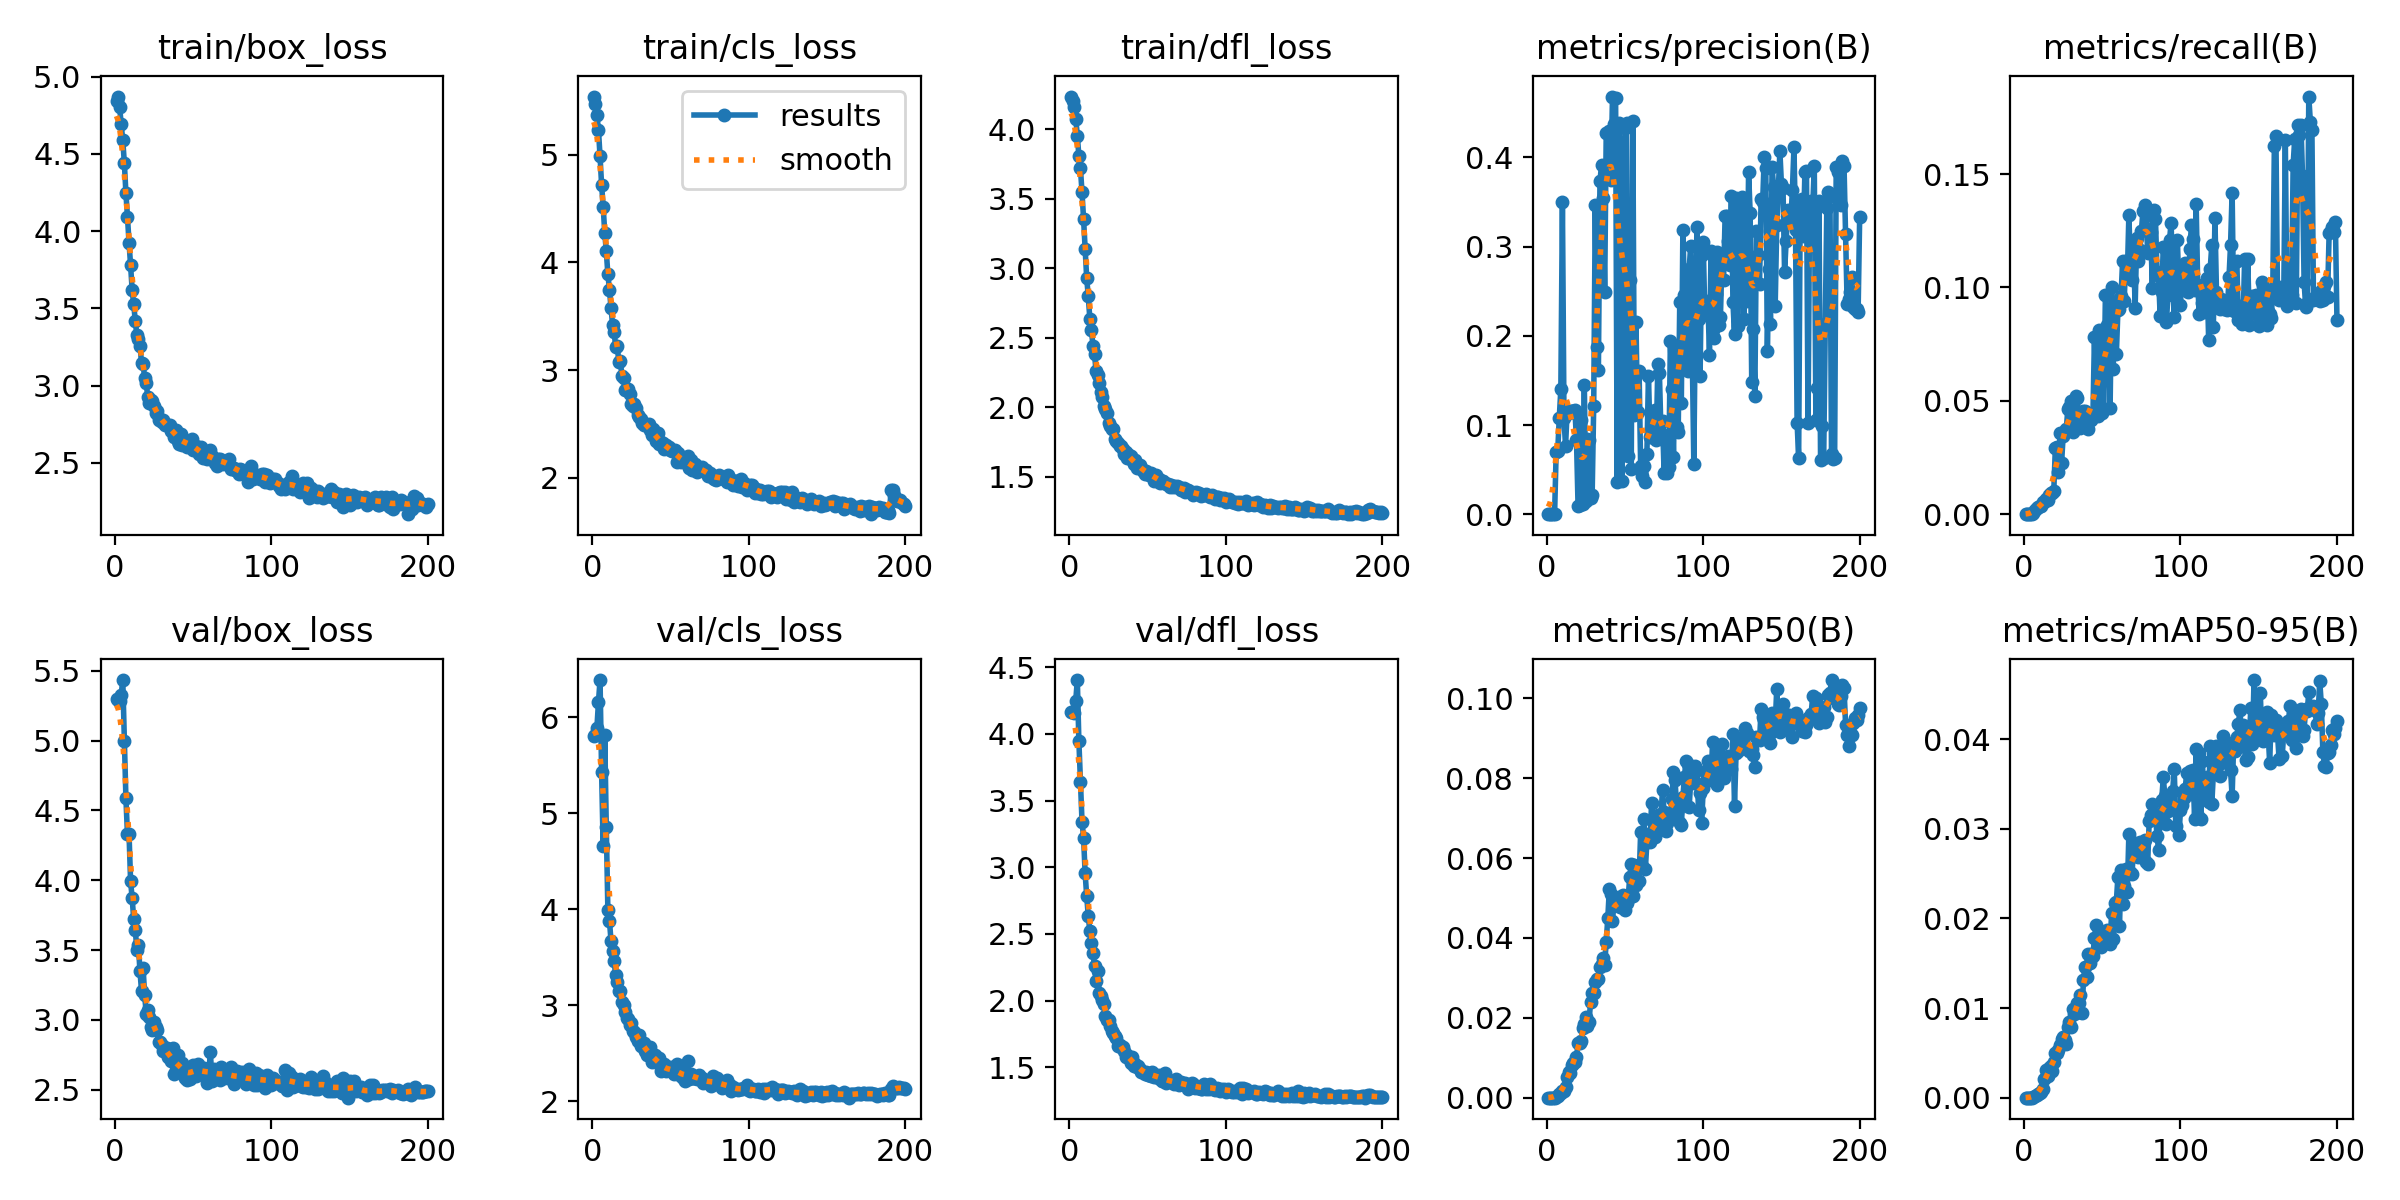 train/box_loss
5.0
4.5
4.0
3.5
3.0
2.5
0 100 200
train/cls_loss
results
smooth
5
4
3
2
0 100 200
train/dfl_loss
4.0
3.5
3.0
2.5
2.0
1.5
0 100 200
metrics/precision(B)
0.4
0.3
0.2
0.1
0.0
0 100 200
metrics/recall(B)
0.15
0.10
0.05
0.00
0 100 200
val/box_loss
5.5
5.0
4.5
4.0
3.5
3.0
2.5
0 100 200
val/cls_loss
6
5
4
3
2
0 100 200
val/dfl_loss
4.5
4.0
3.5
3.0
2.5
2.0
1.5
0 100 200
metrics/mAP50(B)
0.10
0.08
0.06
0.04
0.02
0.00
0 100 200
metrics/mAP50-95(B)
0.04
0.03
0.02
0.01
0.00
0 100 200